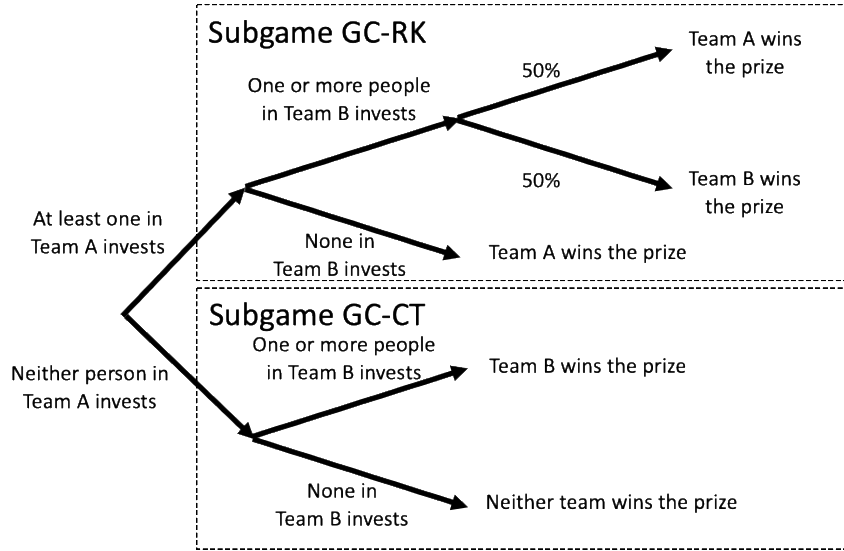 Subgame GC-RK
Team A wins
the prize
50%
One or more people
in Team B invests
50%
Team B wins
the prize
At least one in
Team A invests
None in
Team B invests
Team A wins the prize
Subgame GC-CT
One or more people
in Team B invests
Team B wins the prize
Neither person in
Team A invests
None in
Team B invests
Neither team wins the prize